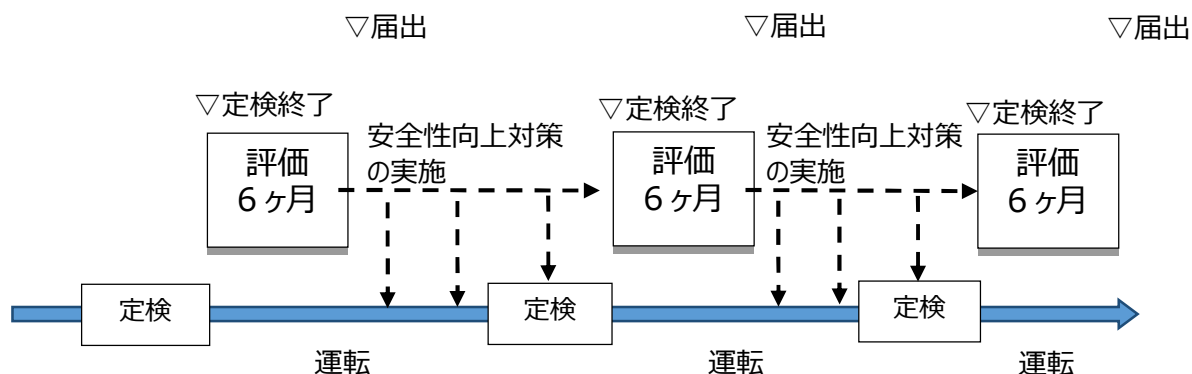 ▽届出
▽届出
▽届出
▽定検終了
▽定検終了
▽定検終了
評価
6ヶ月
安全性向上対策
の実施
評価
6ヶ月
安全性向上対策
の実施
評価
6ヶ月
定検
定検
定検
運転
運転
運転